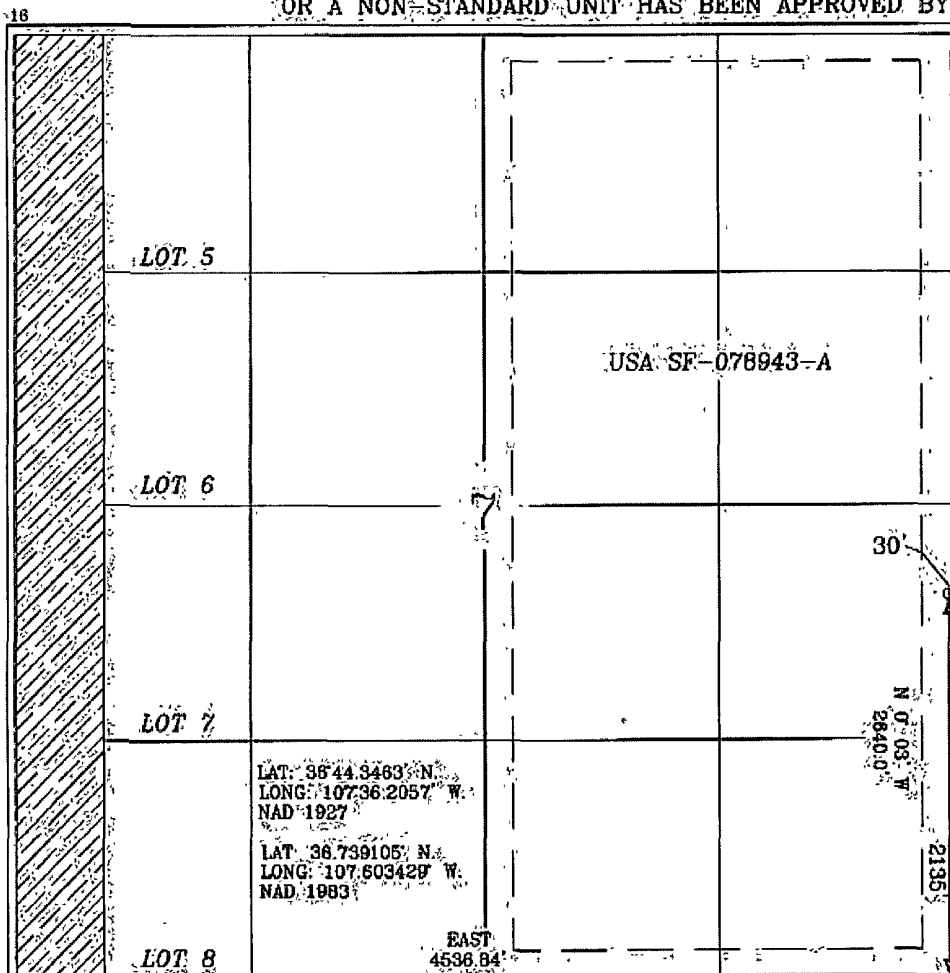 OR A NON-STANDARD UNIT HAS BEEN APPROVED BY
16
LOT 5
USA SF-078943-A
LOT 6
7
30'
LOT 7
N 0° 03' W
2640.0'
LAT: 36°44.3463' N.
LONG: 107°36.2057' W.
NAD 1927
LAT: 36.739105° N.
LONG: 107.603429° W.
NAD 1983
2135'
EAST
4536.84'
LOT 8